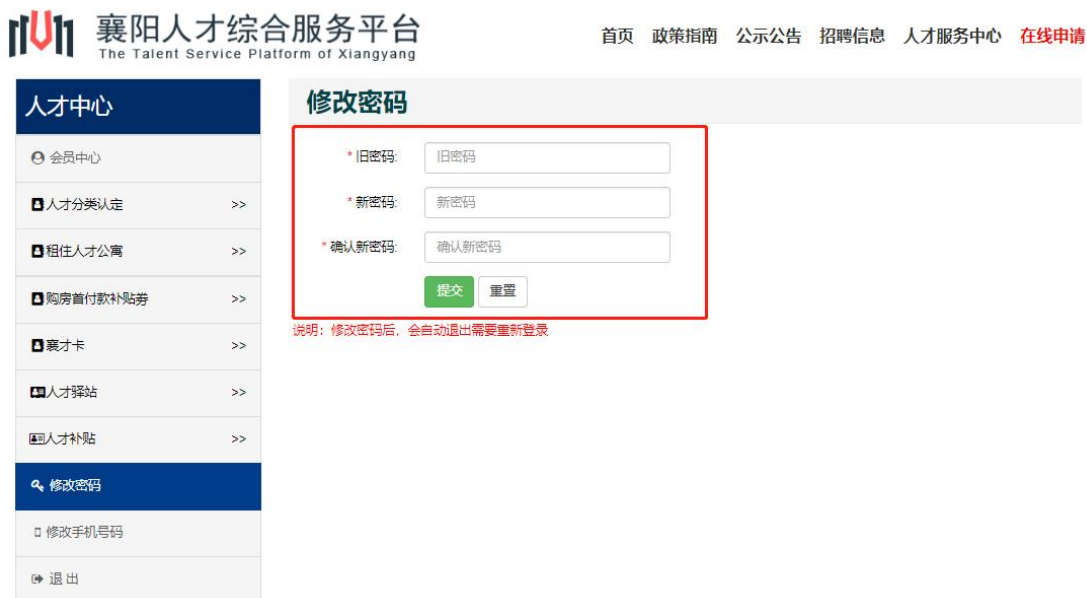 襄阳人才综合服务平台
The Talent Service Platform of Xiangyang
首页 政策指南 公示公告 招聘信息 人才服务中心 在线申请
人才中心
会员中心
人才分类认定 >>
租住人才公寓 >>
购房首付款补贴券 >>
襄才卡 >>
人才驿站 >>
人才补贴 >>
修改密码
修改手机号码
退出
修改密码
* 旧密码: 旧密码
* 新密码: 新密码
* 确认新密码: 确认新密码
提交 重置
说明：修改密码后，会自动退出需要重新登录